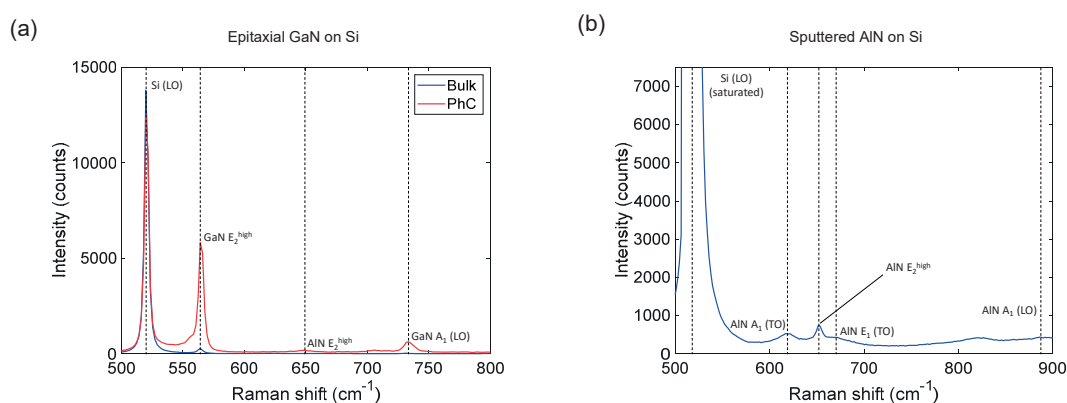 (a)
Epitaxial GaN on Si
15000
10000
5000
0
500 550 600 650 700 750 800
Intensity (counts)
Raman shift (cm⁻¹)
Si (LO)
GaN E₂ʰⁱᵍʰ
AlN E₂ʰⁱᵍʰ
GaN A₁ (LO)
Bulk
PhC
(b)
Sputtered AlN on Si
7000
6000
5000
4000
3000
2000
1000
0
500 600 700 800 900
Intensity (counts)
Raman shift (cm⁻¹)
Si (LO)
(saturated)
AlN E₂ʰⁱᵍʰ
AlN A₁ (TO)
AlN E₁ (TO)
AlN A₁ (LO)